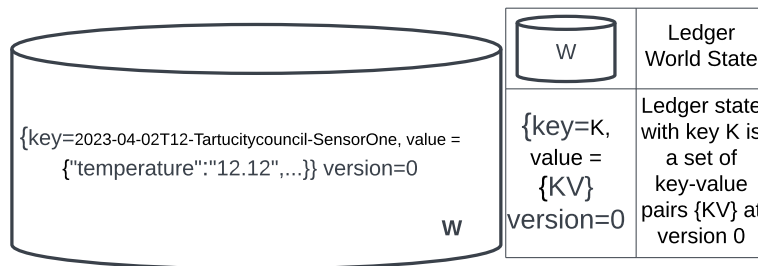 {key=2023-04-02T12-Tartucitycouncil-SensorOne, value =
{"temperature":"12.12",...}} version=0
W
W
Ledger
World State
{key=K,
value =
{KV}
version=0
Ledger state
with key K is
a set of
key-value
pairs {KV} at
version 0